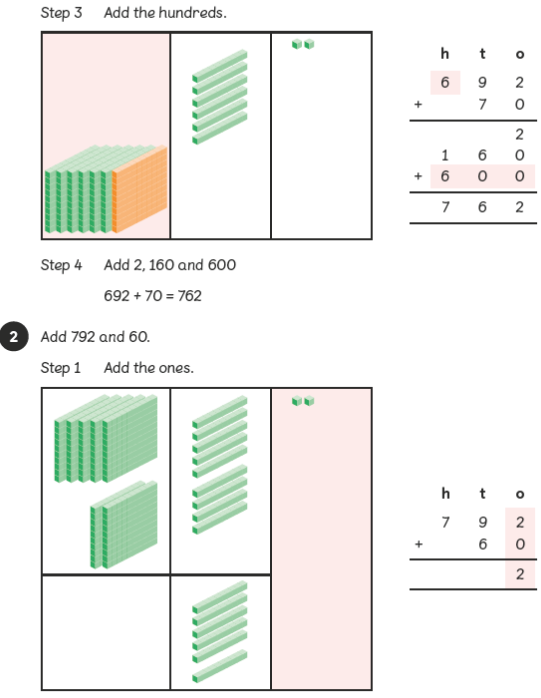 Step 3 Add the hundreds.
h t o
6 9 2
+ 7 0
2
1 6 0
+ 6 0 0
7 6 2
Step 4 Add 2, 160 and 600
692 + 70 = 762
2 Add 792 and 60.
Step 1 Add the ones.
h t o
7 9 2
+ 6 0
2